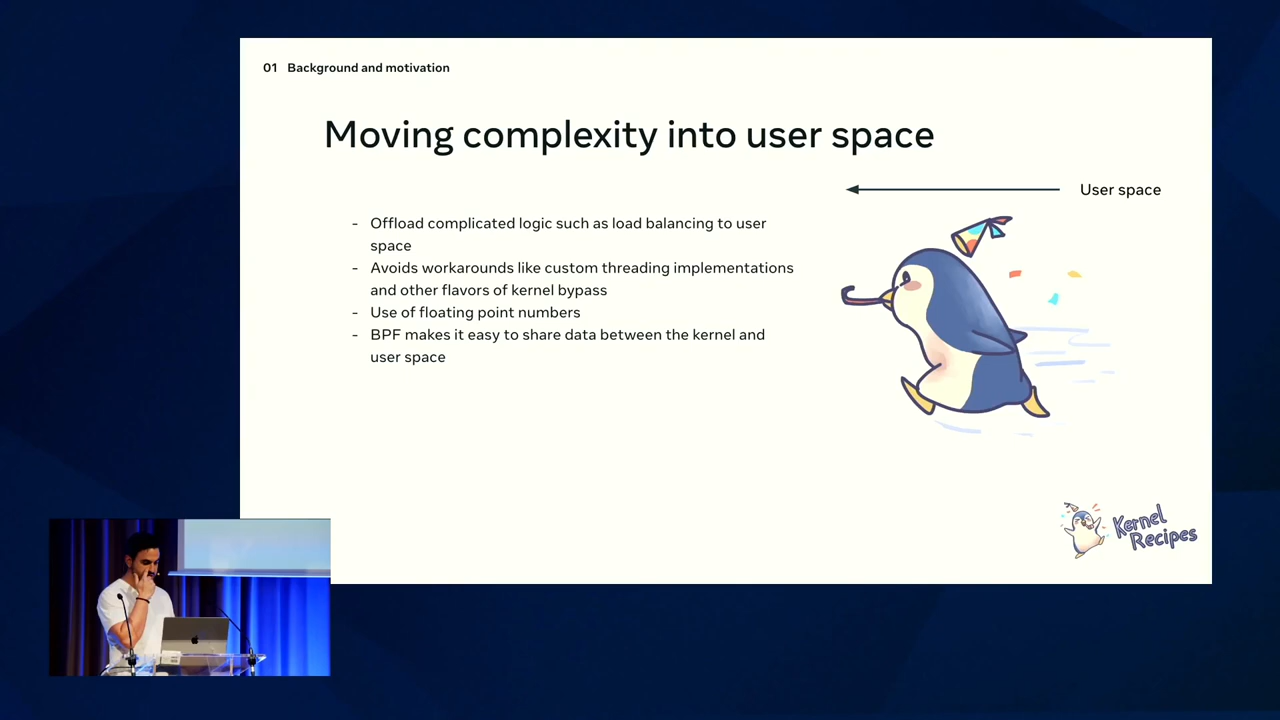 01 Background and motivation
Moving complexity into user space
User space
- Offload complicated logic such as load balancing to user
space
- Avoids workarounds like custom threading implementations
and other flavors of kernel bypass
- Use of floating point numbers
- BPF makes it easy to share data between the kernel and
user space
Kernel
Recipes